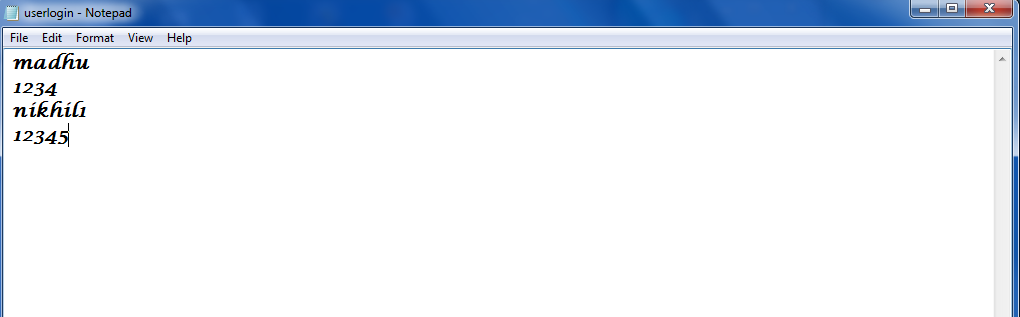 userlogin - Notepad
File Edit Format View Help
madhu
1234
nikhil1
12345